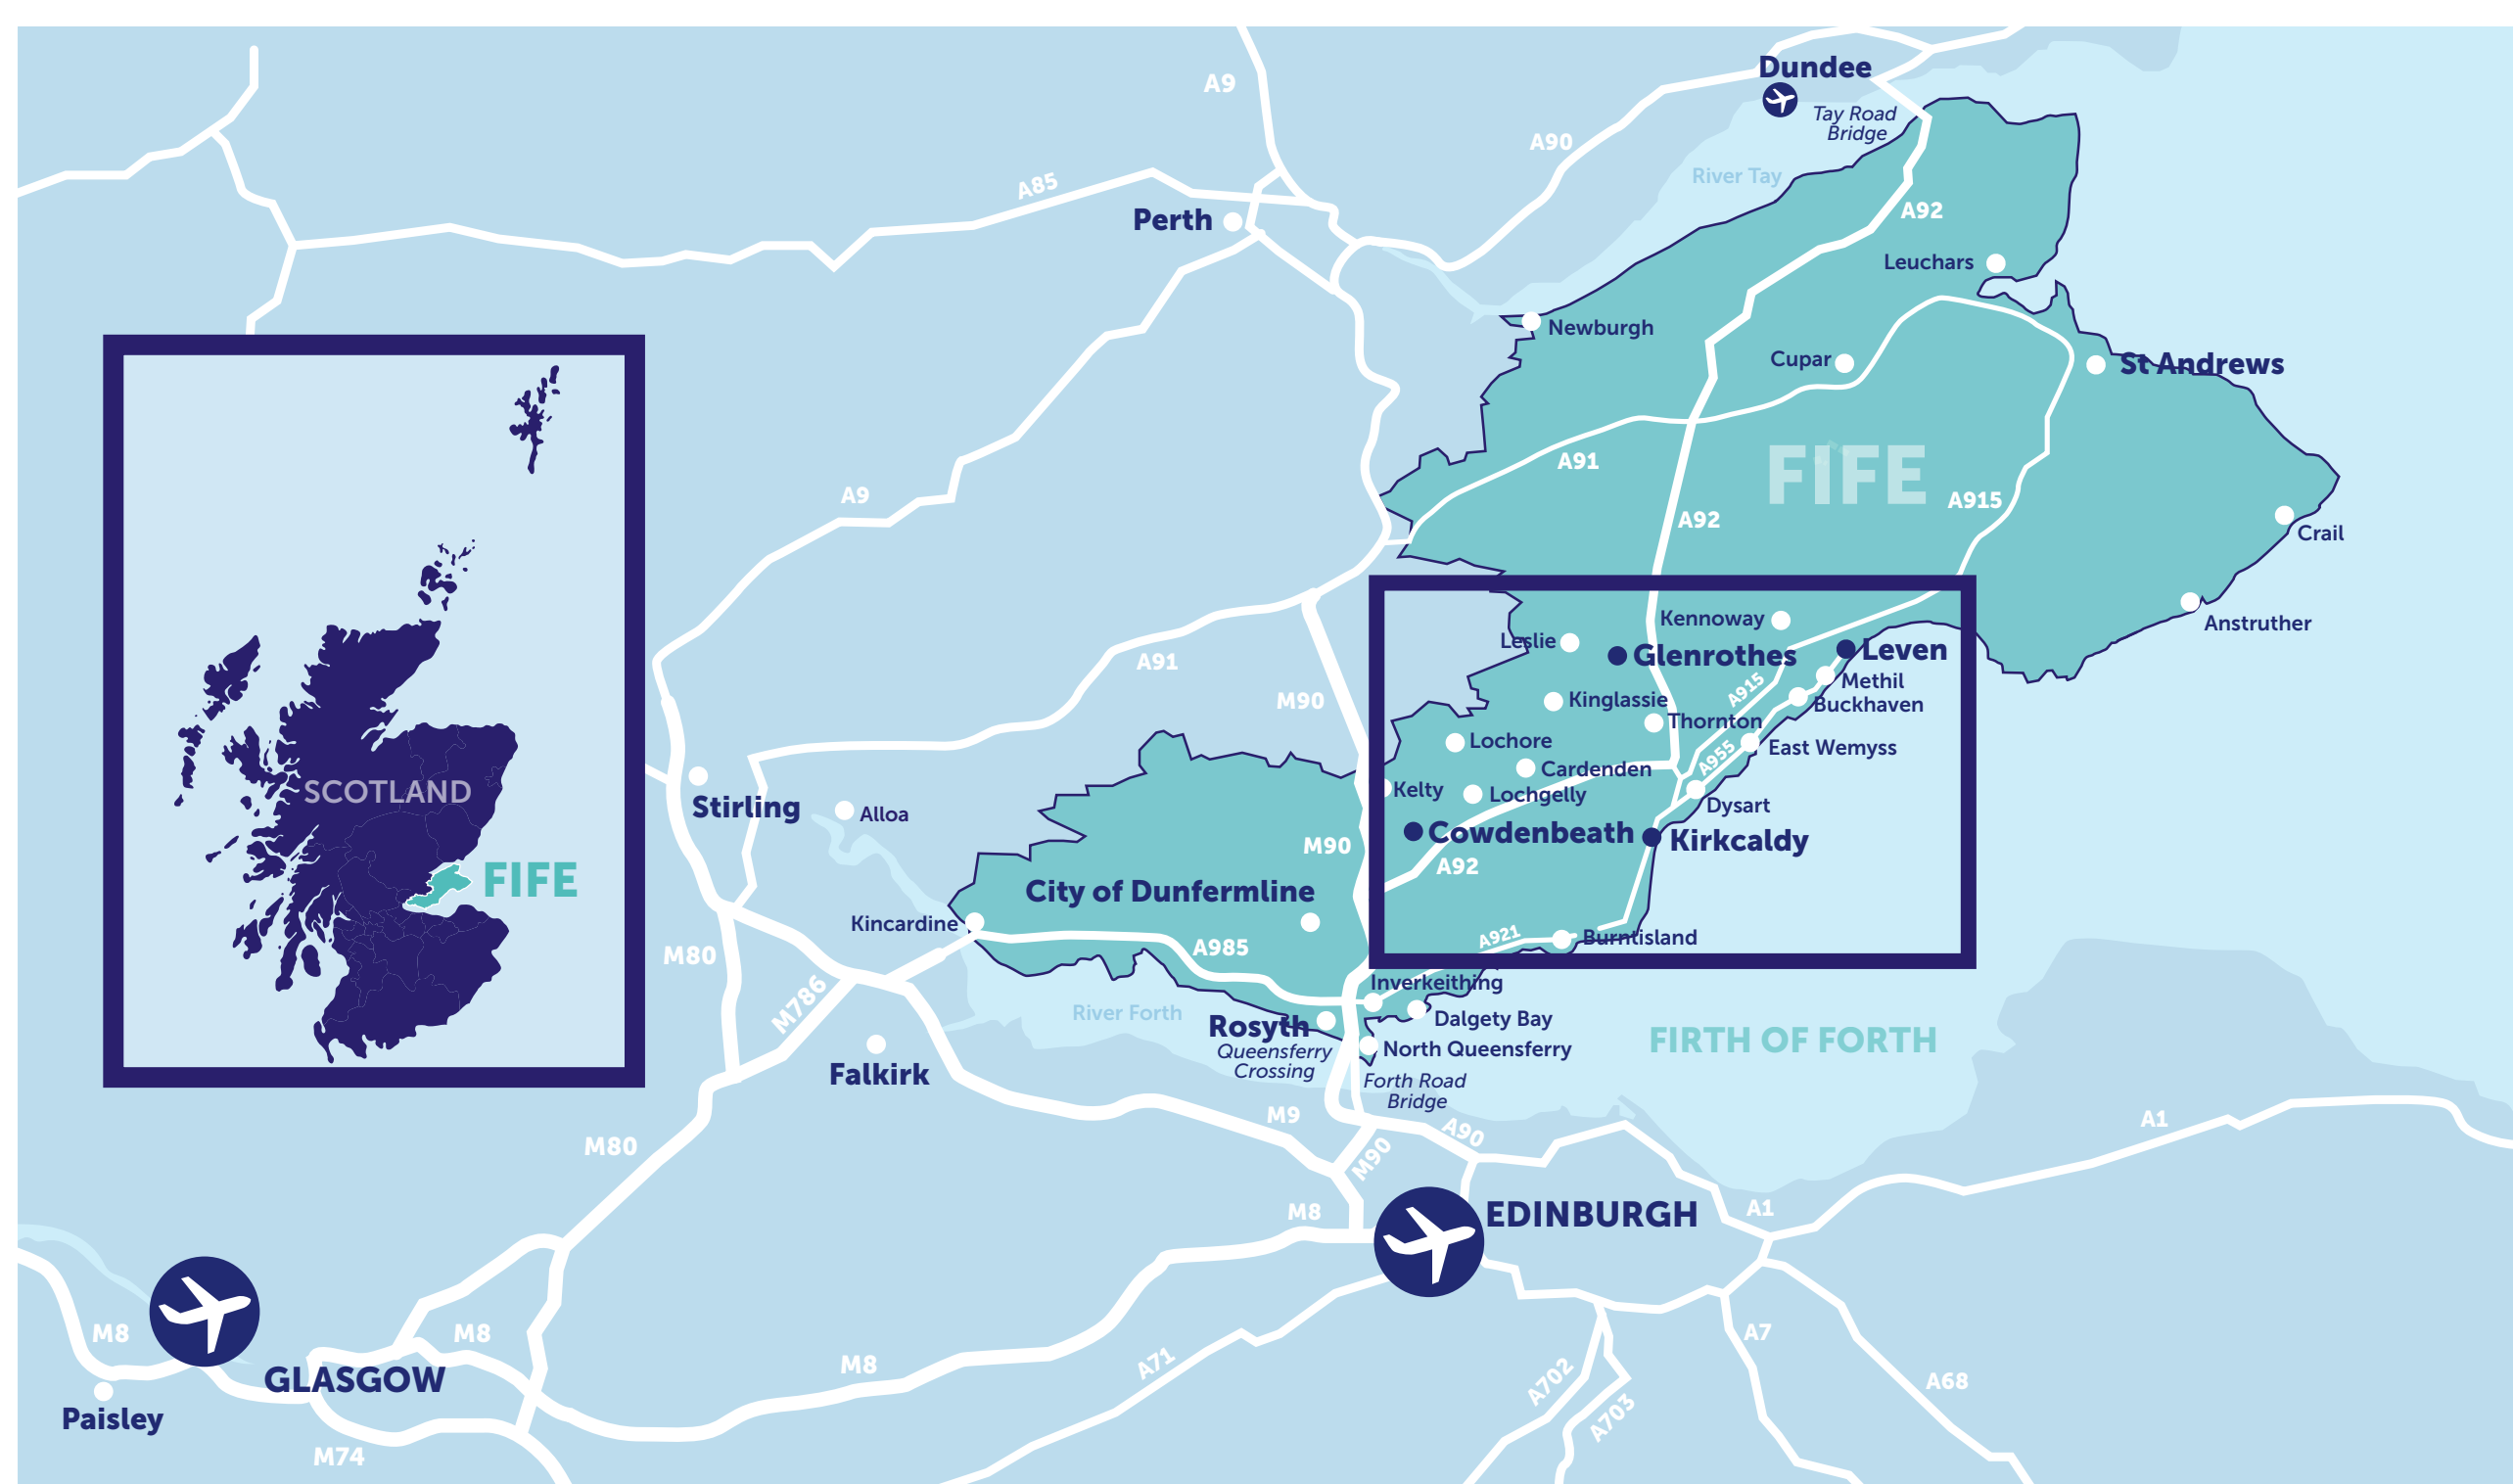 Dundee
Tay Road
Bridge
A9
A90
River Tay
A85
A92
Perth
Leuchars
Newburgh
Cupar
St Andrews
A91
FIFE
A9
A915
A92
Crail
Kennoway
Anstruther
Leslie
Glenrothes
Leven
A91
Methil
M90
Kinglassie
A915
Buckhaven
Thornton
Lochore
East Wemyss
A955
Cardenden
SCOTLAND
Kelty
Lochgelly
Dysart
Stirling
Alloa
Cowdenbeath
Kirkcaldy
M90
A92
FIFE
City of Dunfermline
Kincardine
A921
Burntisland
A985
M80
Inverkeithing
M786
River Forth
Rosyth
Dalgety Bay
FIRTH OF FORTH
Queensferry
Crossing
North Queensferry
Falkirk
Forth Road
Bridge
M9
A90
A1
M80
M90
M8
EDINBURGH
A1
M8
M8
A7
M8
A71
GLASGOW
A702
A68
A703
Paisley
M74